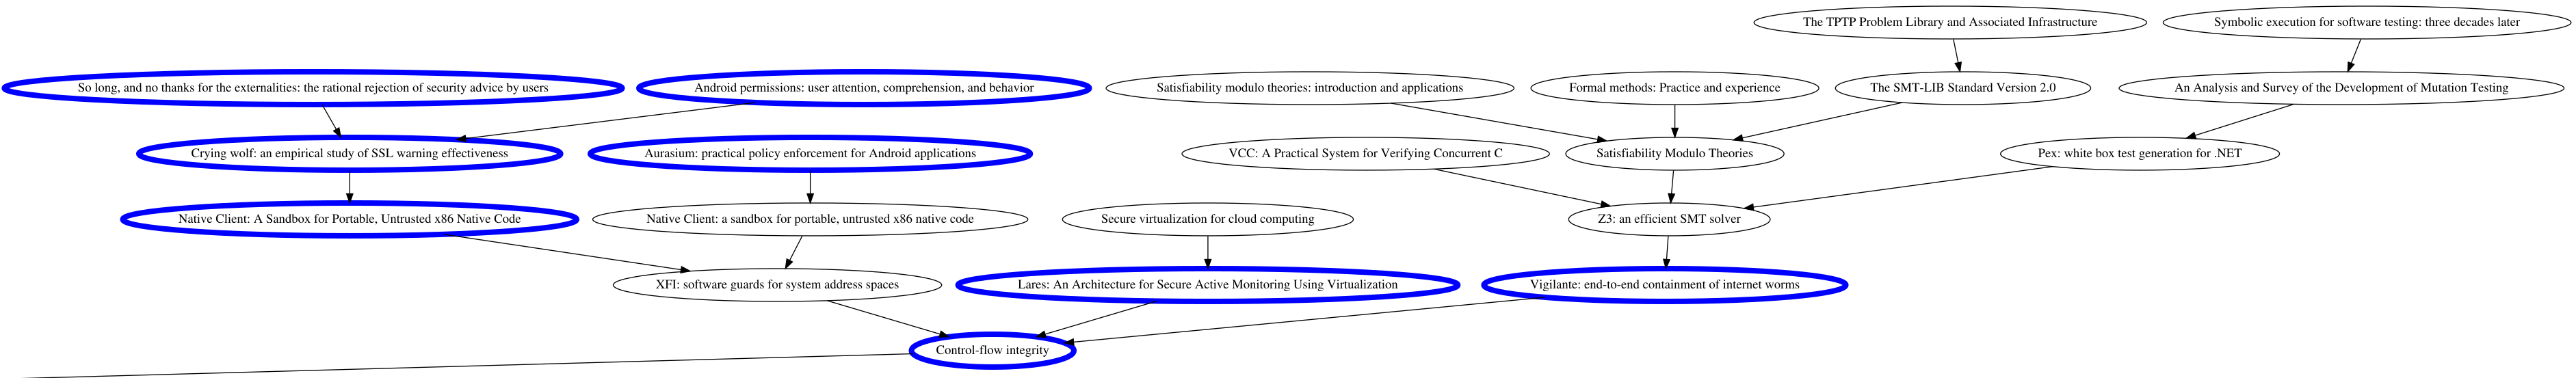 The TPTP Problem Library and Associated Infrastructure
Symbolic execution for software testing: three decades later
So long, and no thanks for the externalities: the rational rejection of security advice by users
Android permissions: user attention, comprehension, and behavior
Satisfiability modulo theories: introduction and applications
Formal methods: Practice and experience
The SMT-LIB Standard Version 2.0
An Analysis and Survey of the Development of Mutation Testing
Crying wolf: an empirical study of SSL warning effectiveness
Aurasium: practical policy enforcement for Android applications
VCC: A Practical System for Verifying Concurrent C
Satisfiability Modulo Theories
Pex: white box test generation for .NET
Native Client: A Sandbox for Portable, Untrusted x86 Native Code
Native Client: a sandbox for portable, untrusted x86 native code
Secure virtualization for cloud computing
Z3: an efficient SMT solver
XFI: software guards for system address spaces
Lares: An Architecture for Secure Active Monitoring Using Virtualization
Vigilante: end-to-end containment of internet worms
Control-flow integrity